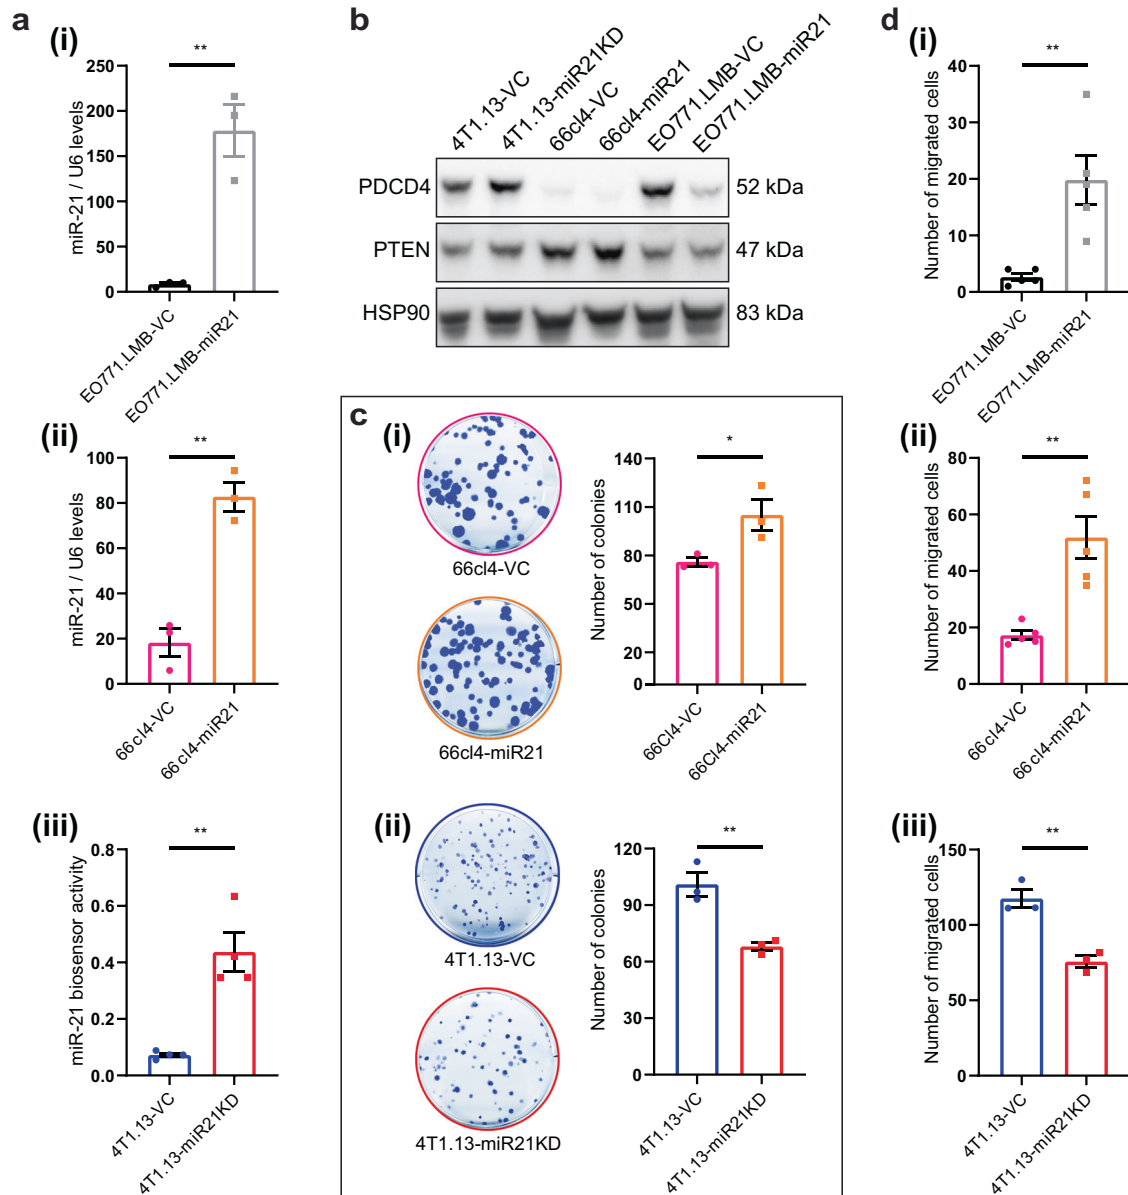 a
(i)
**
miR-21 / U6 levels
250
200
150
100
50
0
EO771.LMB-VC
EO771.LMB-miR21
(ii)
**
miR-21 / U6 levels
100
80
60
40
20
0
66cl4-VC
66cl4-miR21
(iii)
**
miR-21 biosensor activity
0.8
0.6
0.4
0.2
0.0
4T1.13-VC
4T1.13-miR21KD
b
4T1.13-VC
4T1.13-miR21KD
66c4-VC
66c4-miR21
EO771.LMB-VC
EO771.LMB-miR21
PDCD4
52 kDa
PTEN
47 kDa
HSP90
83 kDa
c
(i)
66cl4-VC
66cl4-miR21
*
Number of colonies
140
110
80
50
20
0
66Cl4-VC
66Cl4-miR21
(ii)
4T1.13-VC
4T1.13-miR21KD
**
Number of colonies
120
90
60
30
0
4T1.13-VC
4T1.13-miR21KD
d
(i)
**
Number of migrated cells
40
30
20
10
0
EO771.LMB-VC
EO771.LMB-miR21
(ii)
**
Number of migrated cells
80
60
40
20
0
66cl4-VC
66cl4-miR21
(iii)
**
Number of migrated cells
150
100
50
0
4T1.13-VC
4T1.13-miR21KD